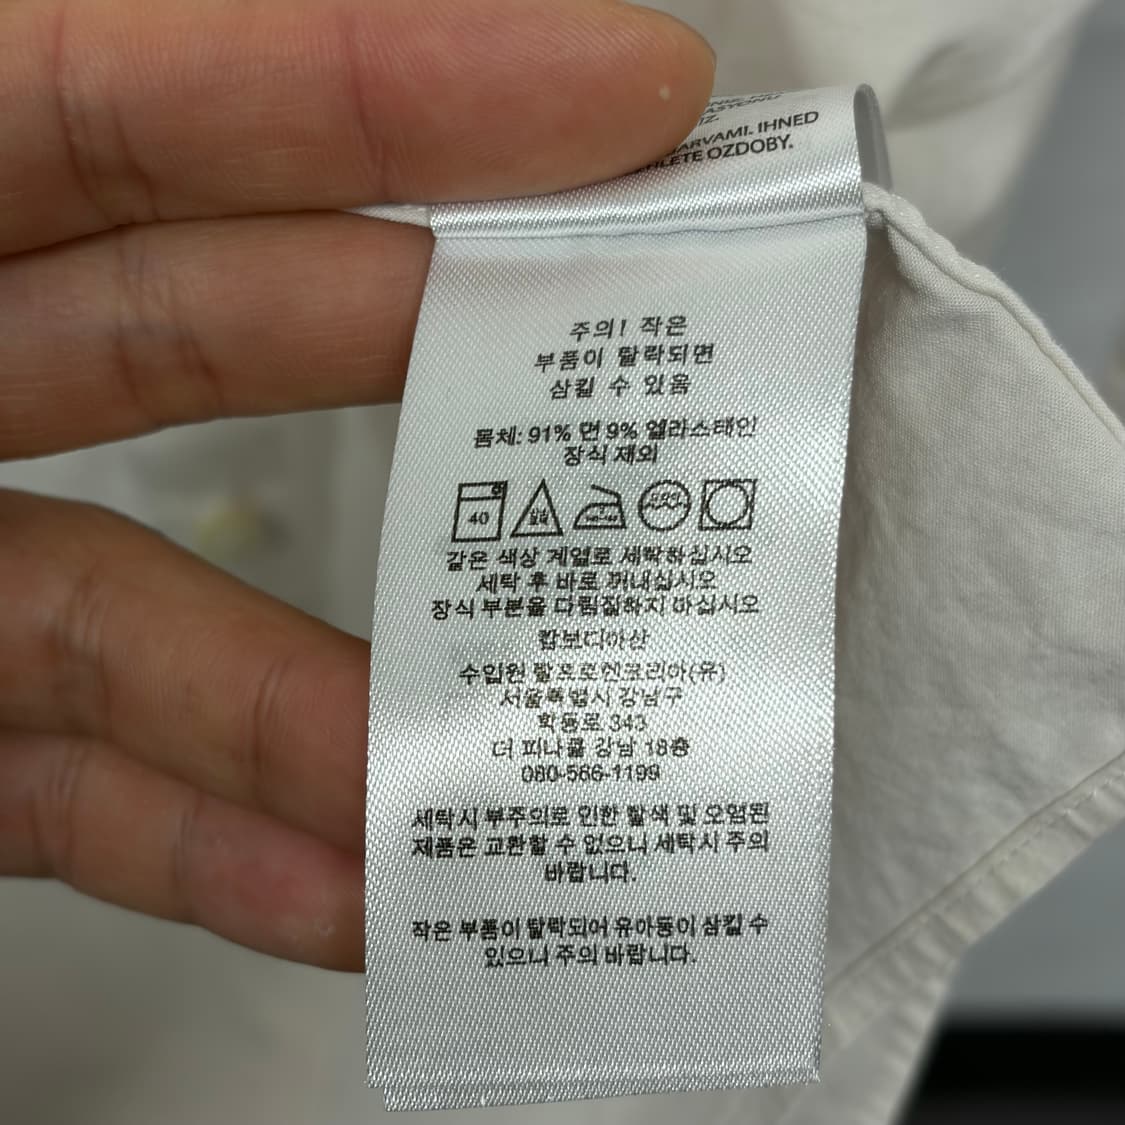 IZ.
ARVAMI. IHNED
OZDOBY.
주의! 작은
부품이 탈락되면
삼킬 수 있음
몸체: 91% 면 9% 엘라스태인
장식 제외
40
같은 색상 계열로 세탁하십시오
세탁 후 바로 꺼내십시오
장식 부분을 다림질하지 마십시오
캄보디아산
수입원 랄프로렌코리아(유)
서울특별시 강남구
학동로 343
더 피나클 강남 18층
080-566-1199
세탁시 부주의로 인한 탈색 및 오염된
제품은 교환할 수 없으니 세탁시 주의
바랍니다.
작은 부품이 탈락되어 유아동이 삼킬 수
있으니 주의 바랍니다.